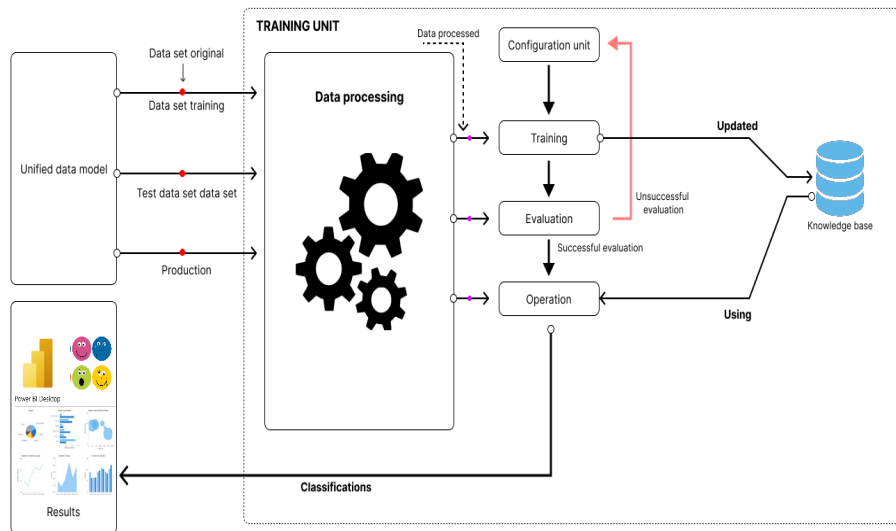 TRAINING UNIT
Data set original
Data set training
Unified data model
Test data set data set
Production
Data processing
Data processed
Configuration unit
Training
Evaluation
Successful evaluation
Unsuccessful
evaluation
Operation
Updated
Knowledge base
Using
Power BI Desktop
Results
Classifications